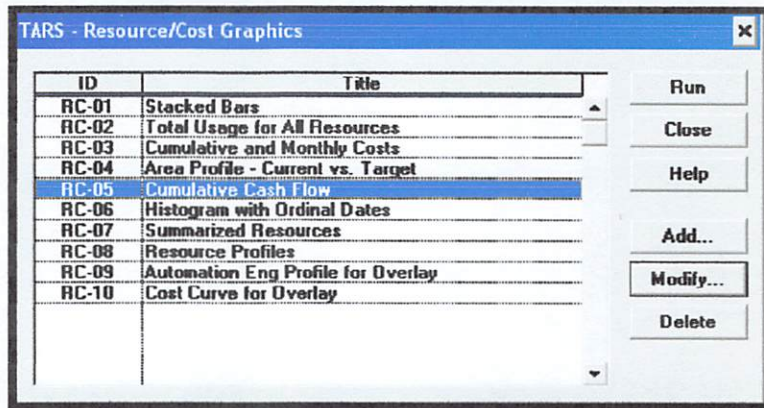 TARS - Resource/Cost Graphics
ID Title
RC-01 Stacked Bars
RC-02 Total Usage for All Resources
RC-03 Cumulative and Monthly Costs
RC-04 Area Profile - Current vs. Target
RC-05 Cumulative Cash Flow
RC-06 Histogram with Ordinal Dates
RC-07 Summarized Resources
RC-08 Resource Profiles
RC-09 Automation Eng Profile for Overlay
RC-10 Cost Curve for Overlay
Run
Close
Help
Add...
Modify...
Delete